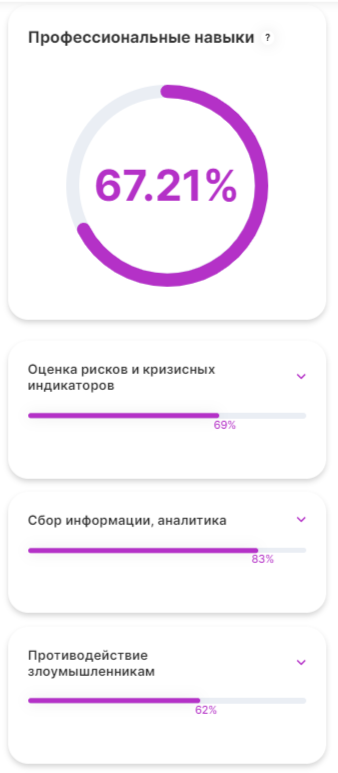 Профессиональные навыки ?
67.21%
Оценка рисков и кризисных
индикаторов
69%
Сбор информации, аналитика
83%
Противодействие
злоумышленникам
62%